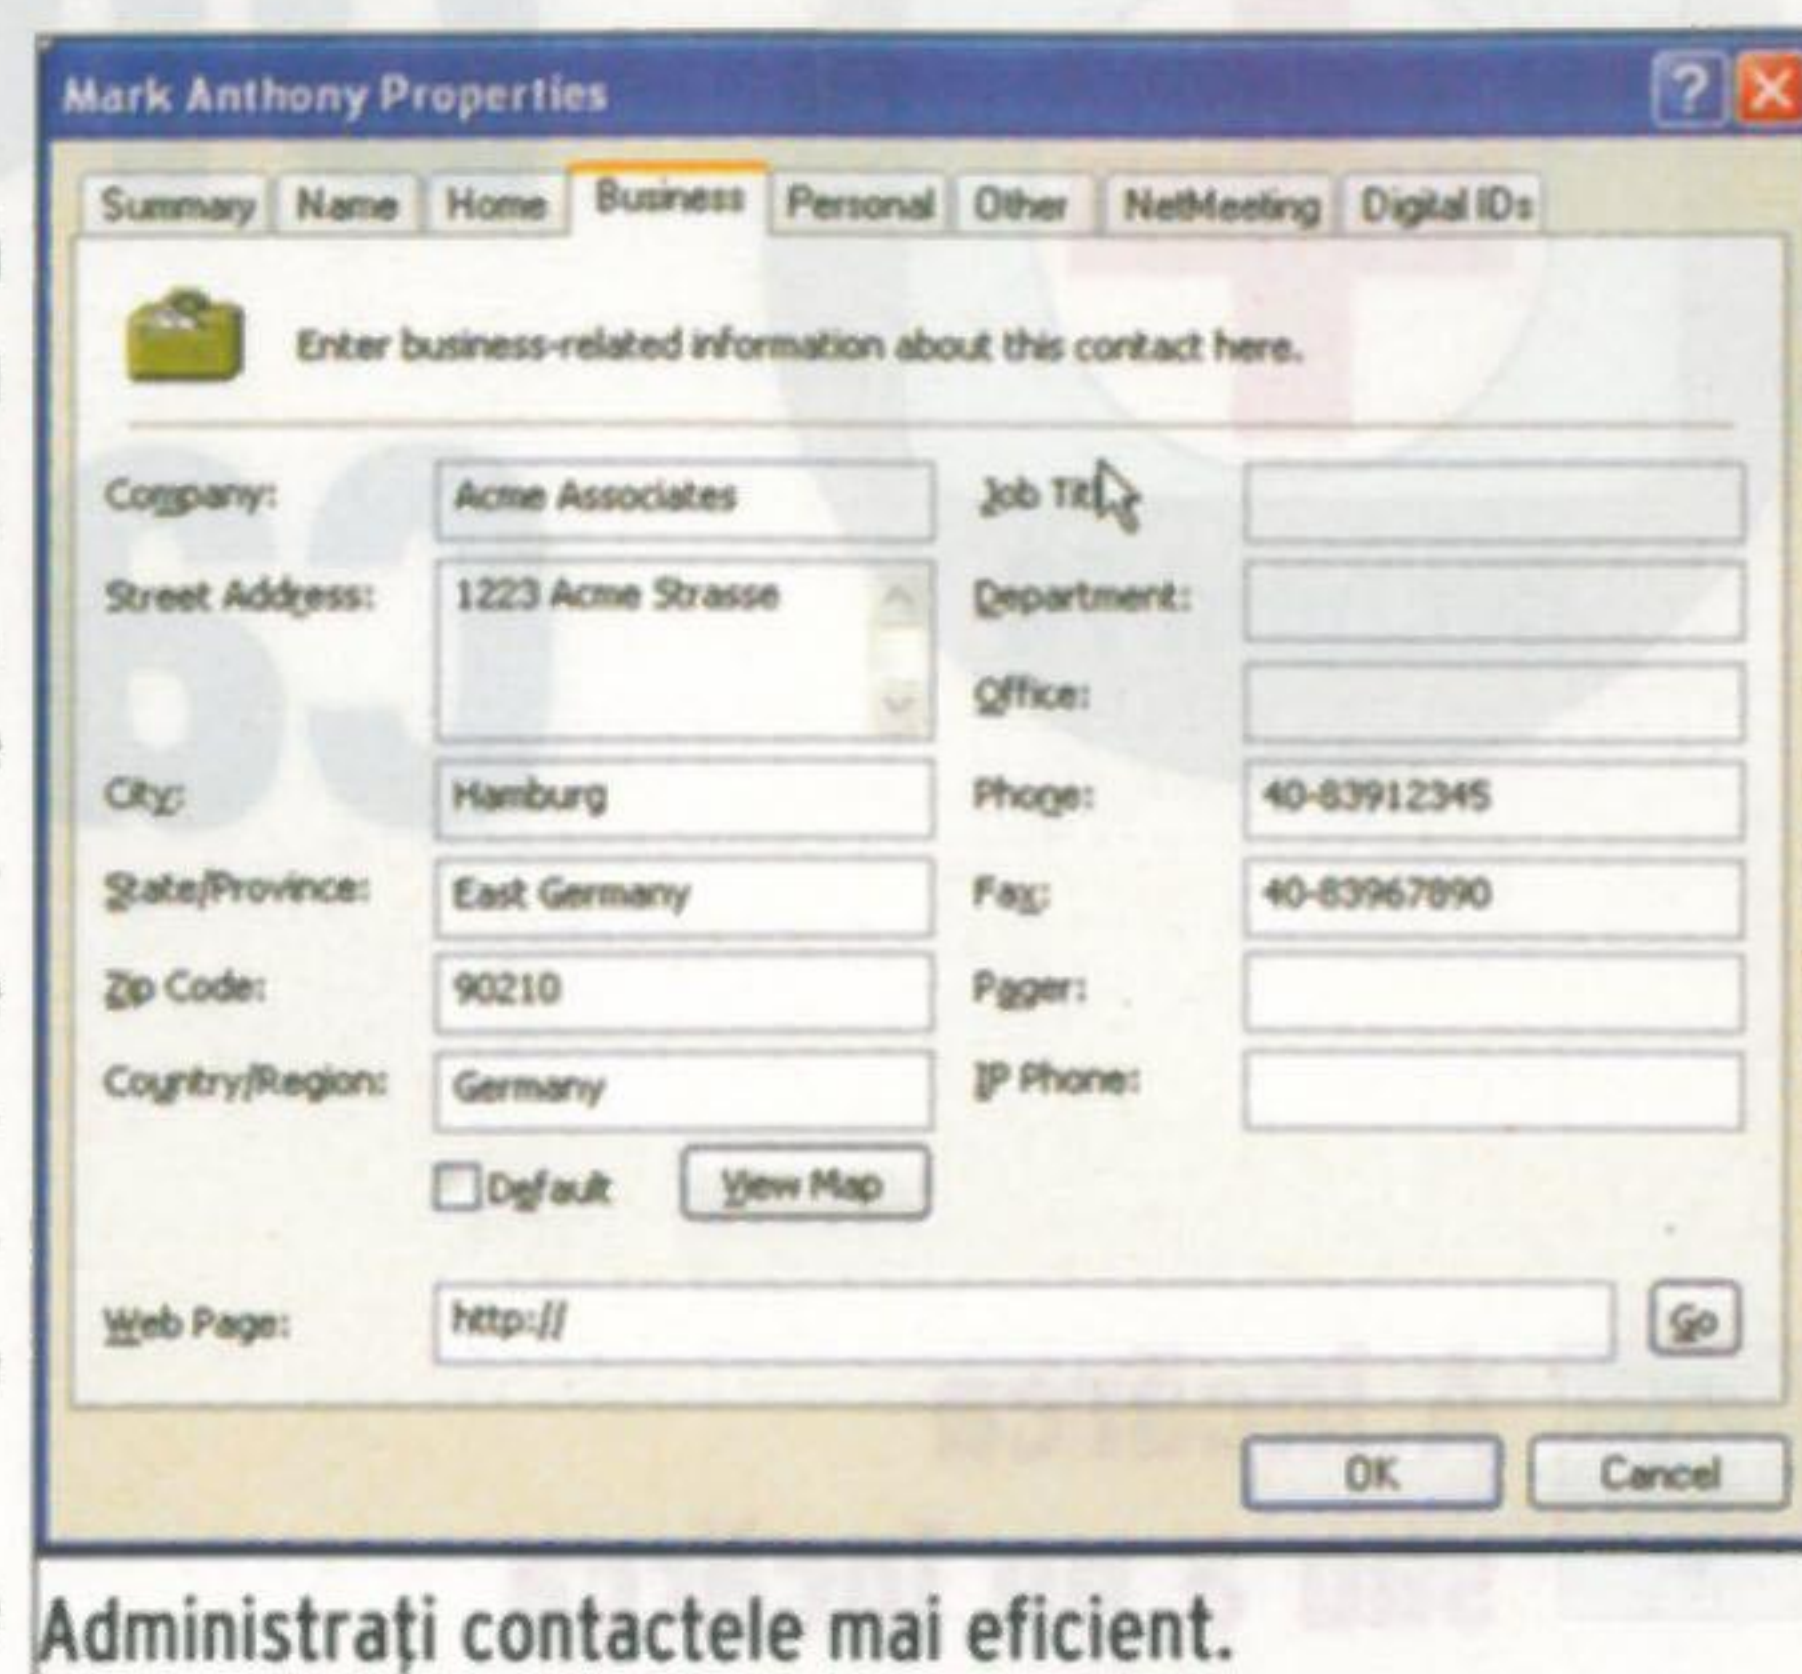 Mark Anthony Properties
Summary Name Home Business Personal Other NetMeeting Digital IDs
Enter business-related information about this contact here.
Company: Acme Associates Job Titl
Street Address: 1223 Acme Strasse Department:
Office:
City: Hamburg Phone: 40-83912345
State/Province: East Germany Fax: 40-83967890
Zip Code: 90210 Pager:
Country/Region: Germany IP Phone:
Default View Map
Web Page: http:// Go
OK Cancel
Administrați contactele mai eficient.